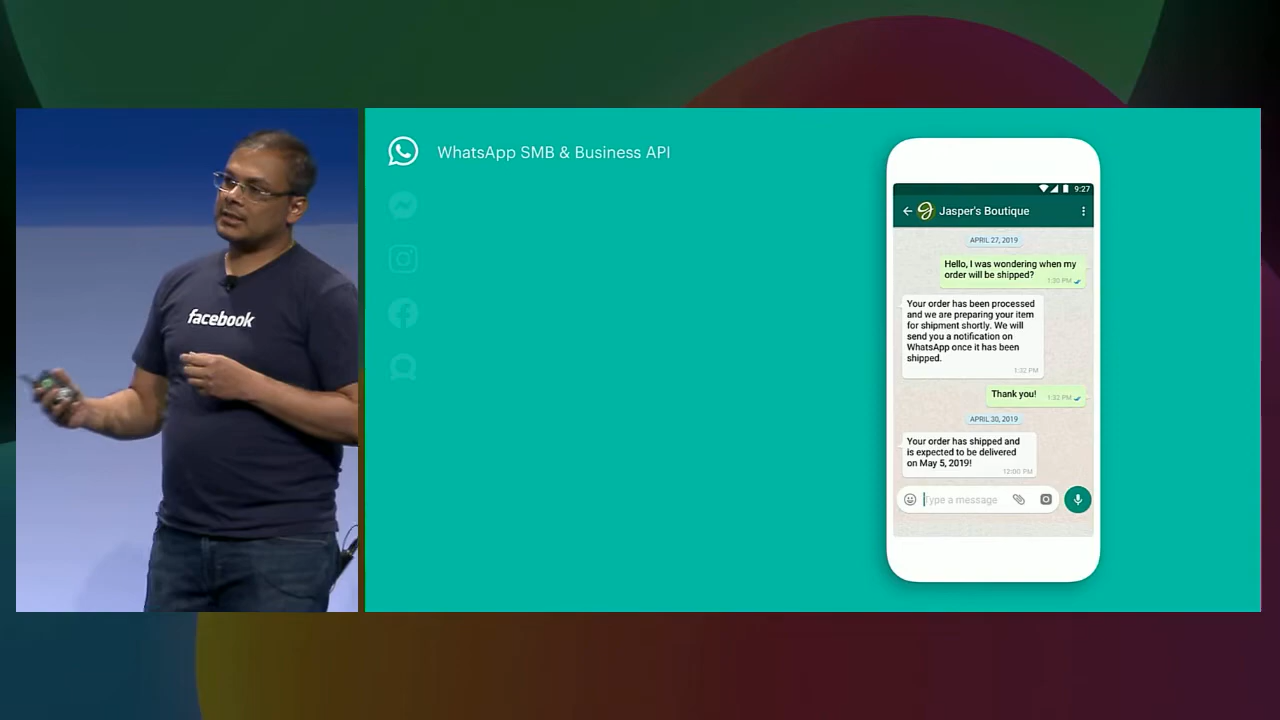 facebook
WhatsApp SMB & Business API
9:27
Jasper's Boutique
APRIL 27, 2019
Hello, I was wondering when my
order will be shipped?
1:30 PM
Your order has been processed
and we are preparing your item
for shipment shortly. We will
send you a notification on
WhatsApp once it has been
shipped.
1:32 PM
Thank you! 1:32 PM
APRIL 30, 2019
Your order has shipped and
is expected to be delivered
on May 5, 2019!
12:00 PM
Type a message